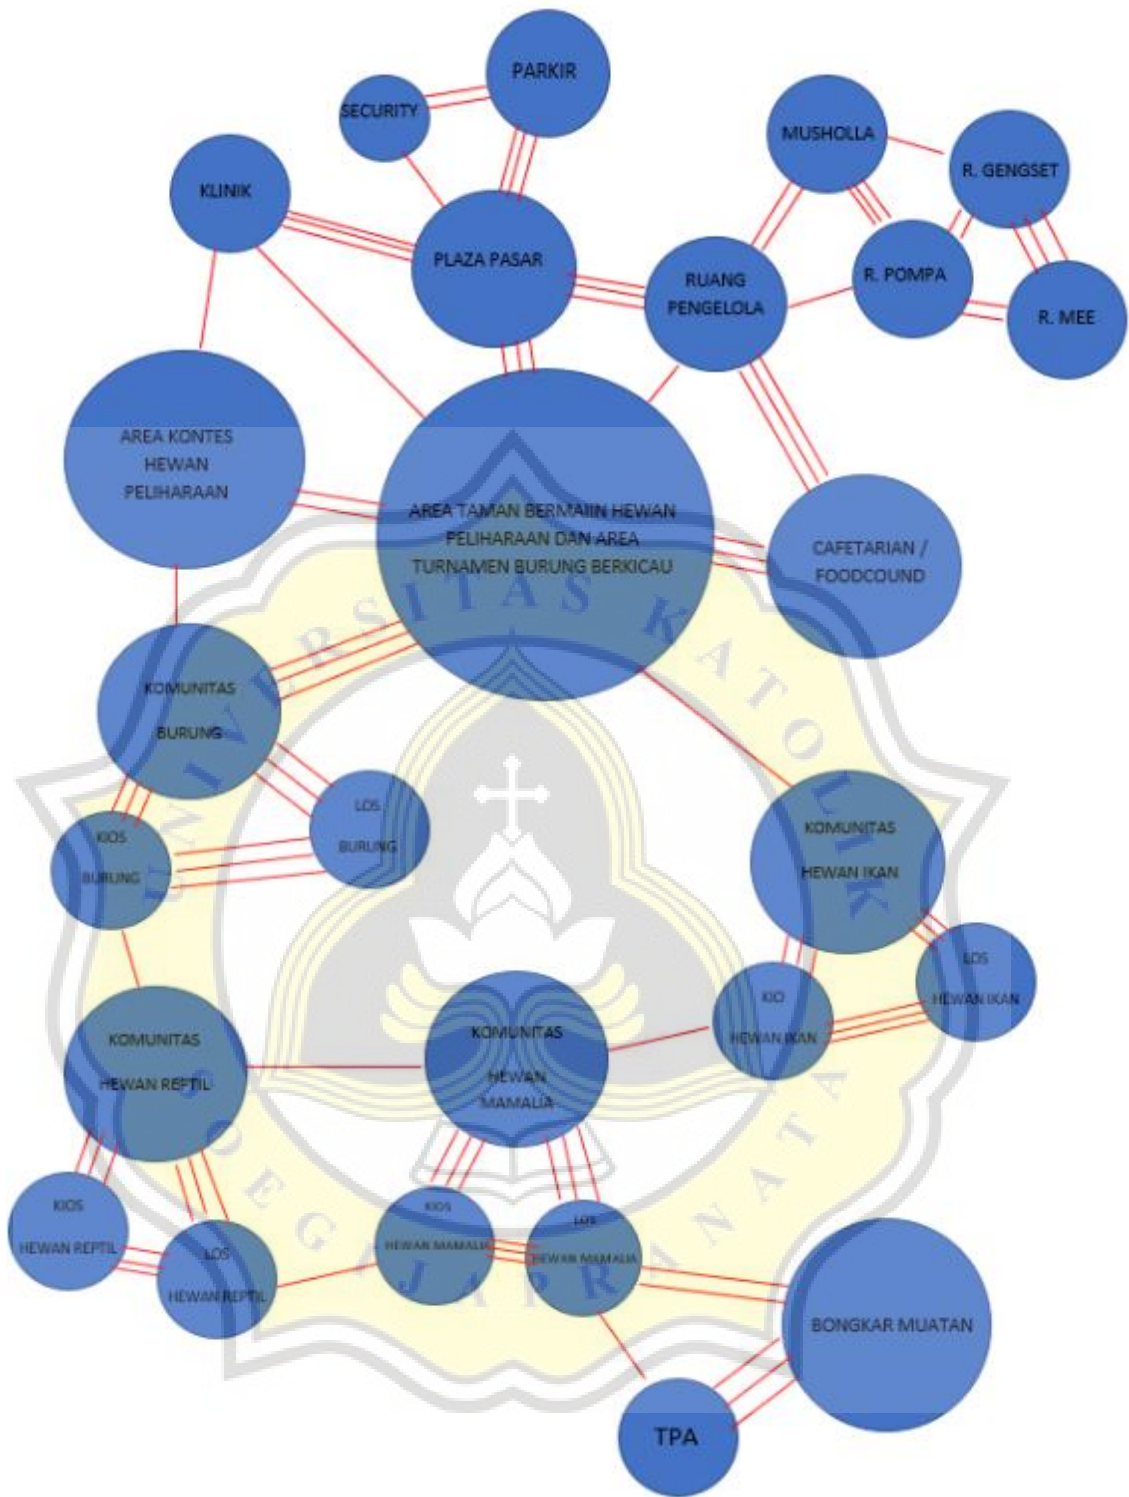 PARKIR
SECURITY
MUSHOLLA
R. GENGSET
KLINIK
PLAZA PASAR
R. POMPA
RUANG
PENGELOLA
R. MEE
AREA KONTES
HEWAN
PELIHARAAN
AREA TAMAN BERMAIIN HEWAN
PELIHARAAN DAN AREA
TURNAMEN BURUNG BERKICAU
CAFETARIAN /
FOODCOUND
KOMUNITAS
BURUNG
LOS
BURUNG
KIOS
BURUNG
KOMUNITAS
HEWAN IKAN
LOS
HEWAN IKAN
KIO
HEWAN IKAN
KOMUNITAS
HEWAN REPTIL
KOMUNITAS
HEWAN
MAMALIA
KIOS
HEWAN REPTIL
LOS
HEWAN REPTIL
KIOS
HEWAN MAMALIA
LOS
HEWAN MAMALIA
BONGKAR MUATAN
TPA
UNIVERSITAS KATOLIK
SOEGIJAPRANATA